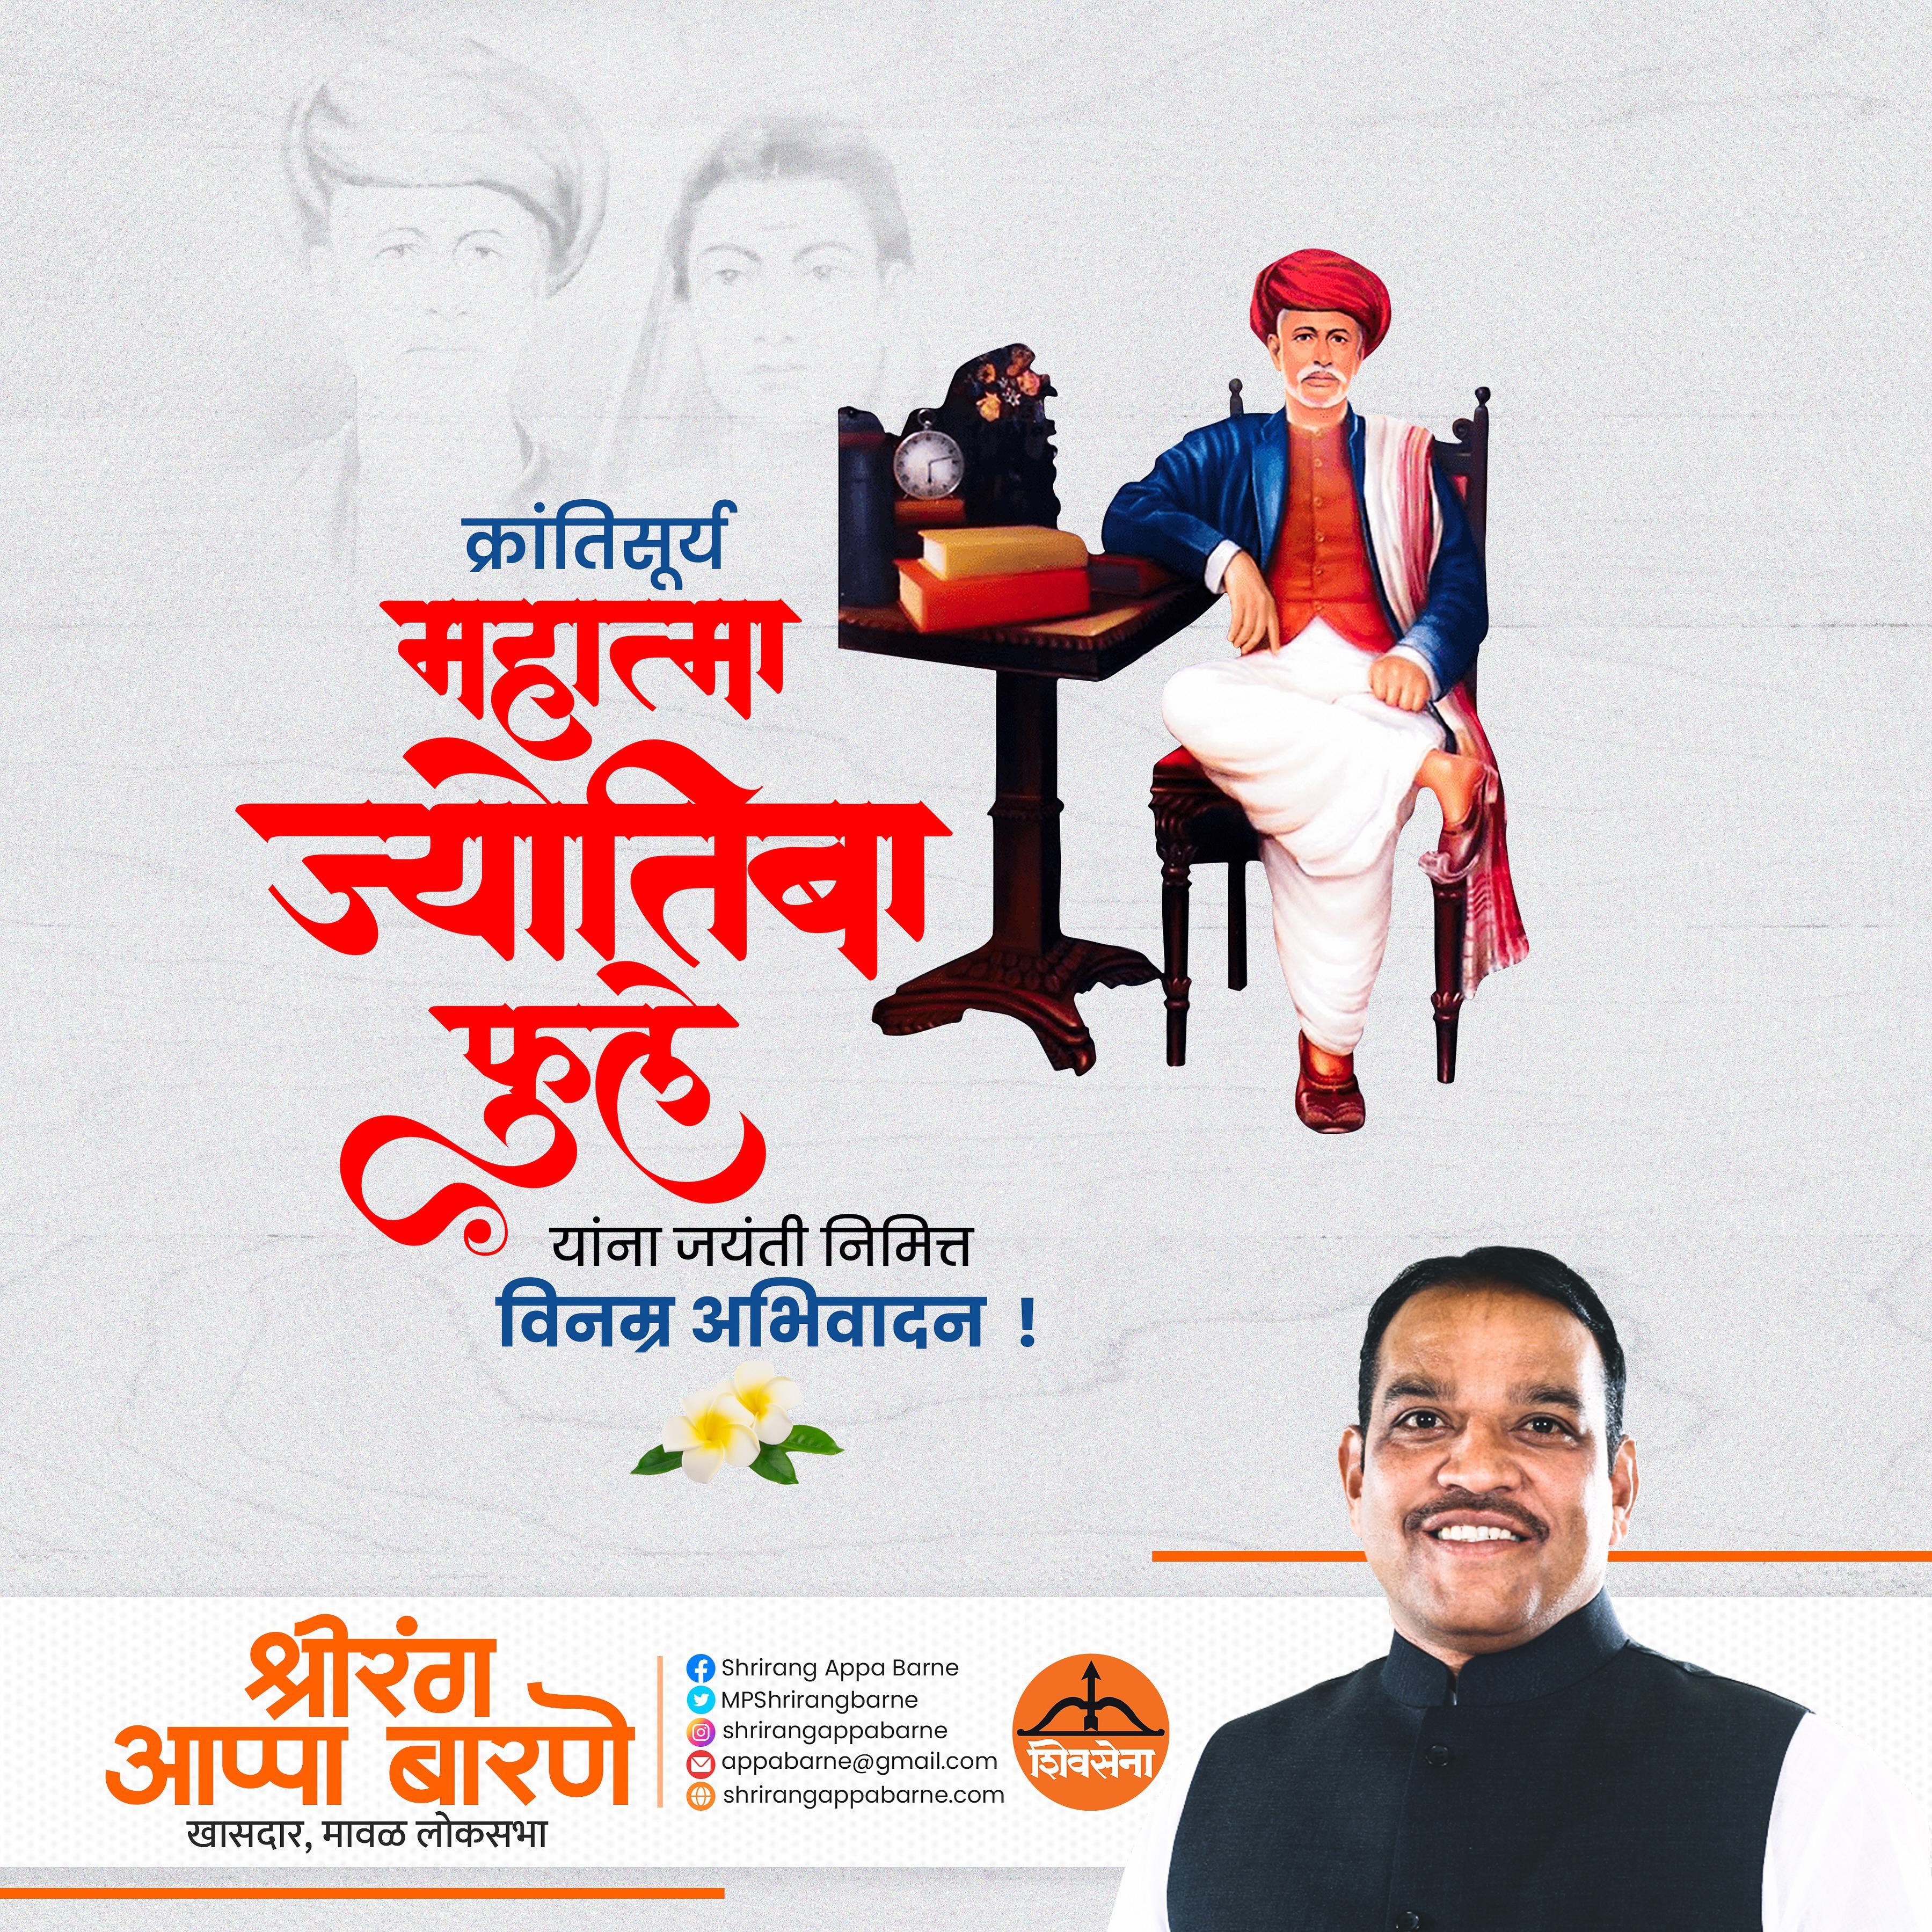 क्रांतिसूर्य
महात्मा
ज्योतिबा
फुले
यांना जयंती निमित्त
विनम्र अभिवादन !
श्रीरंग
आप्पा बारणे
खासदार, मावळ लोकसभा
Shrirang Appa Barne
MPShrirangbarne
shrirangappabarne
appabarne@gmail.com
shrirangappabarne.com
शिवसेना